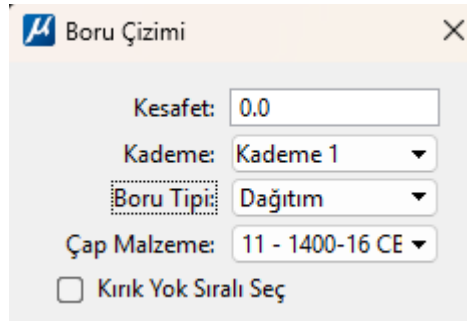 Boru Çizimi
Kesafet: 0.0
Kademe: Kademe 1
Boru Tipi: Dağıtım
Çap Malzeme: 11 - 1400-16 ÇE
Kırık Yok Sıralı Seç